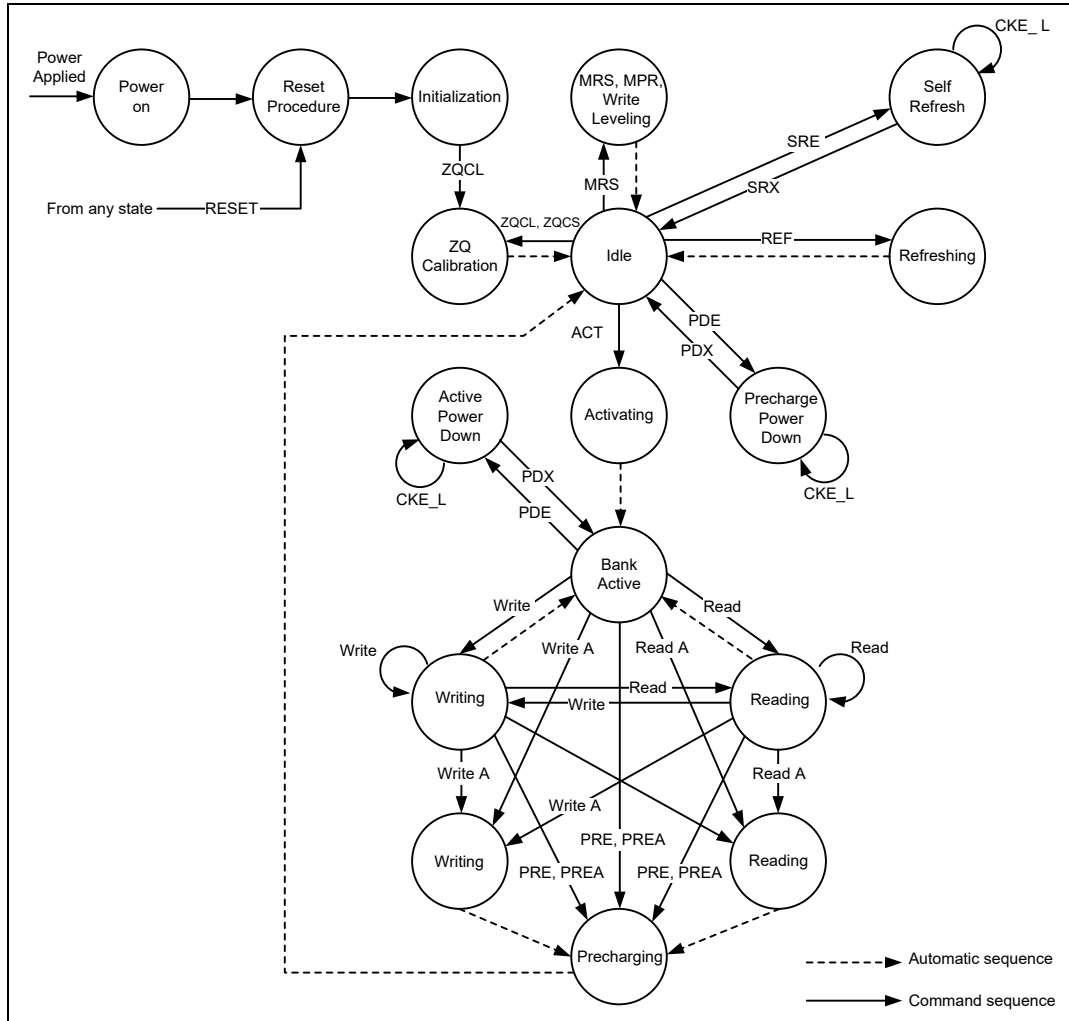 CKE_ L
Power
Applied
Power
on
Reset
Procedure
Initialization
MRS, MPR,
Write
Leveling
Self
Refresh
ZQCL
MRS
SRE
SRX
From any state
RESET
ZQCL, ZQCS
REF
ZQ
Calibration
Idle
Refreshing
PDE
PDX
ACT
Active
Power
Down
Activating
Precharge
Power
Down
PDX
PDE
CKE_L
CKE_L
Bank
Active
Write
Read
Write A
Read A
Write
Read
Writing
Read
Write
Reading
Write A
Read A
Write A
Writing
Reading
PRE, PREA
PRE, PREA
PRE, PREA
Precharging
Automatic sequence
Command sequence